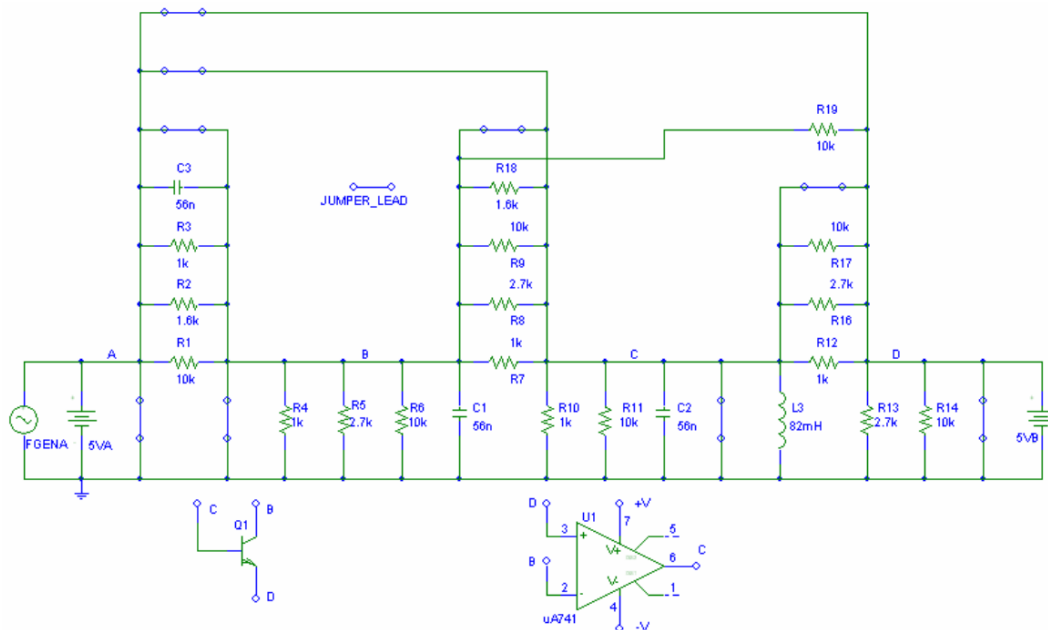 R19
10k
C3
56n
R18
1.6k
JUMPER_LEAD
R3
1k
10k
R9
10k
R17
R2
1.6k
2.7k
R8
2.7k
R16
A
R1
10k
B
1k
R7
C
R12
1k
D
FGENA
5VA
R4
1k
R5
2.7k
R6
10k
C1
56n
R10
1k
R11
10k
C2
56n
L3
82mH
R13
2.7k
R14
10k
5VB
C
B
Q1
D
D
U1
+V
7
5
3
+
V+
B
6
C
2
-
V-
1
4
uA741
-V